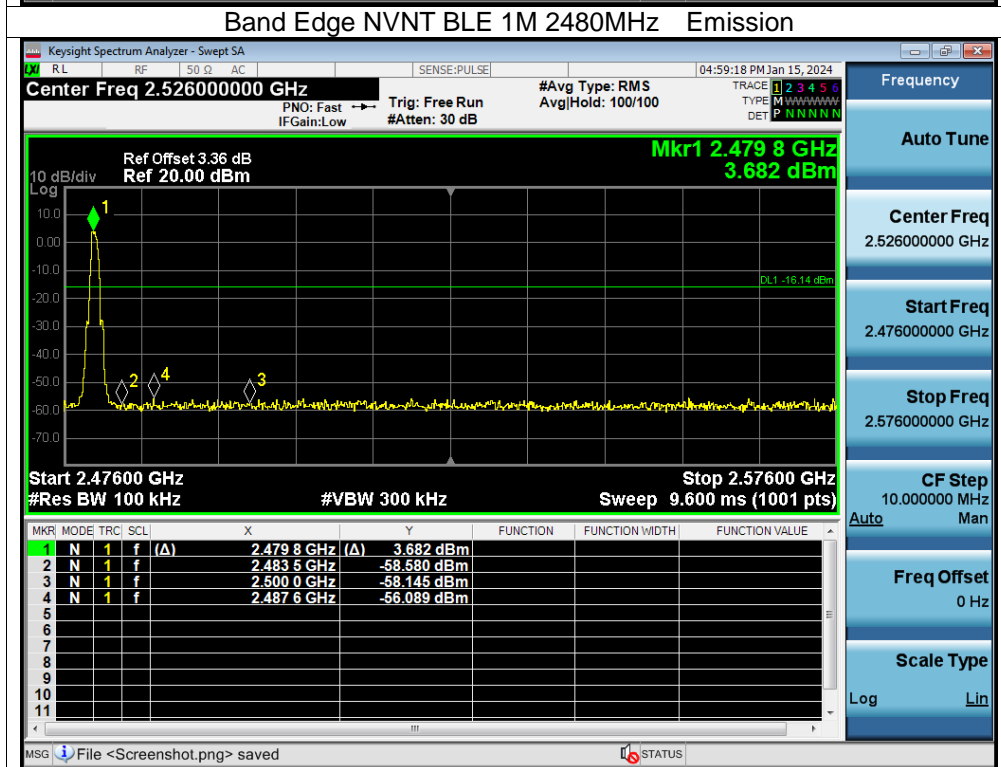 Band Edge NVNT BLE 1M 2480MHz Emission
Keysight Spectrum Analyzer - Swept SA
LXI RL RF 50 Ω AC SENSE:PULSE 04:59:18 PM Jan 15, 2024
Center Freq 2.526000000 GHz #Avg Type: RMS TRACE 1 2 3 4 5 6
PNO: Fast Trig: Free Run Avg|Hold: 100/100 TYPE M WWWWW
IFGain:Low #Atten: 30 dB DET P N N N N N
Ref Offset 3.36 dB Mkr1 2.479 8 GHz
10 dB/div Ref 20.00 dBm 3.682 dBm
Log
1
10.0
0.00
-10.0
DL1 -16.14 dBm
-20.0
-30.0
-40.0
-50.0 2 4 3
-60.0
-70.0
Start 2.47600 GHz Stop 2.57600 GHz
#Res BW 100 kHz #VBW 300 kHz Sweep 9.600 ms (1001 pts)
MKR MODE TRC SCL X Y FUNCTION FUNCTION WIDTH FUNCTION VALUE
1 N 1 f (Δ) 2.479 8 GHz (Δ) 3.682 dBm
2 N 1 f 2.483 5 GHz -58.580 dBm
3 N 1 f 2.500 0 GHz -58.145 dBm
4 N 1 f 2.487 6 GHz -56.089 dBm
5
6
7
8
9
10
11
MSG File <Screenshot.png> saved STATUS
Frequency
Auto Tune
Center Freq
2.526000000 GHz
Start Freq
2.476000000 GHz
Stop Freq
2.576000000 GHz
CF Step
10.000000 MHz
Auto Man
Freq Offset
0 Hz
Scale Type
Log Lin